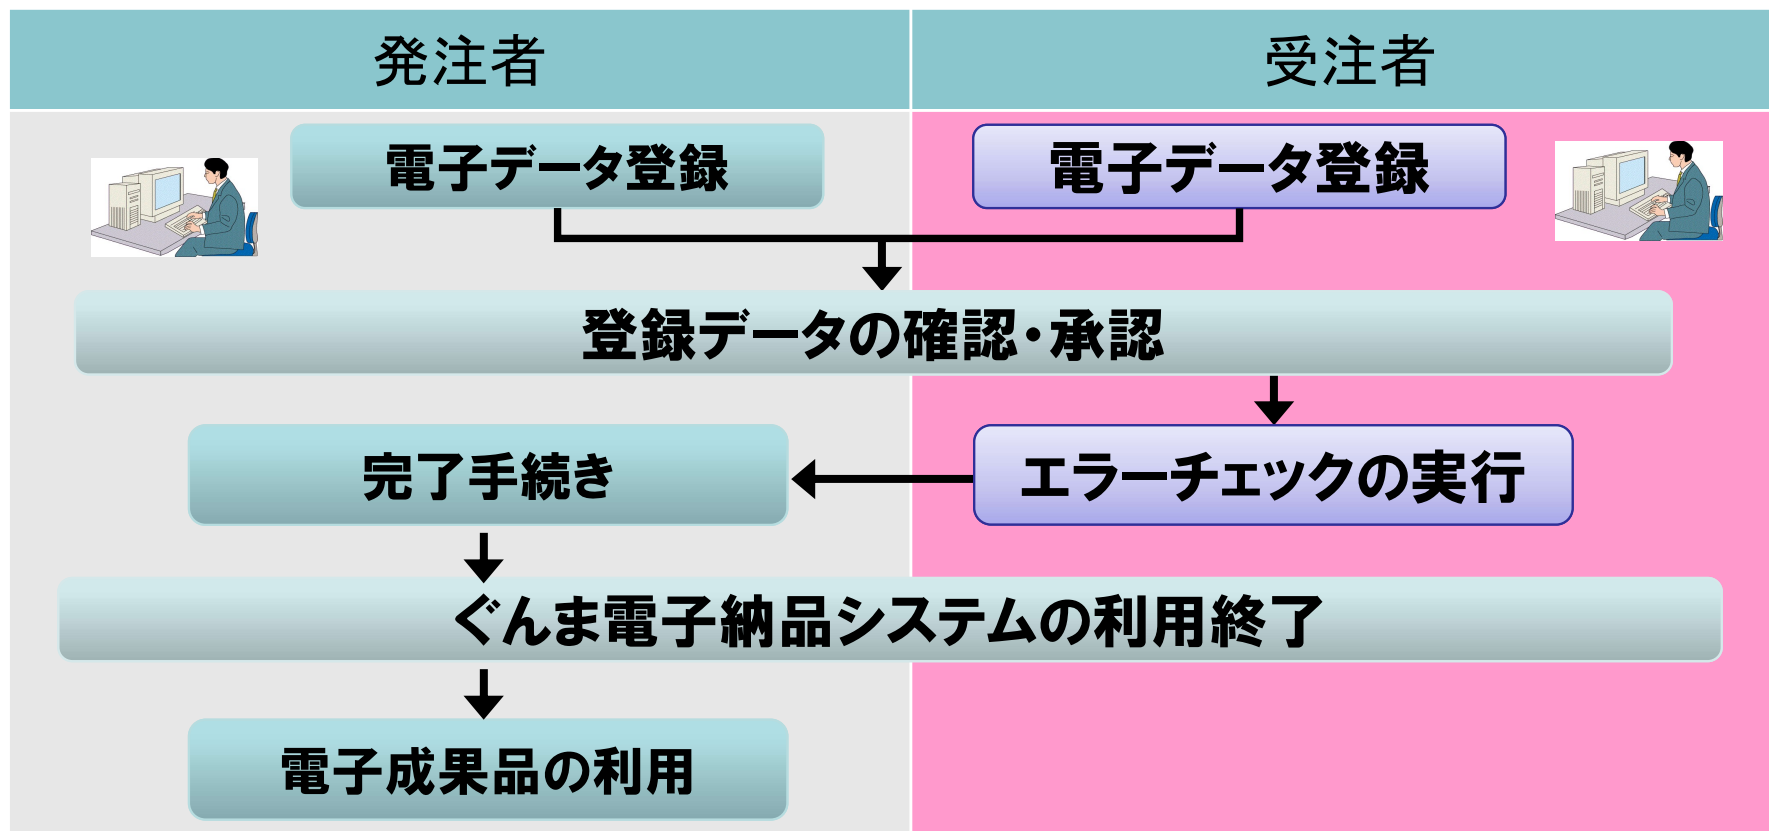 発注者
受注者
電子データ登録
電子データ登録
登録データの確認・承認
完了手続き
エラーチェックの実行
ぐんま電子納品システムの利用終了
電子成果品の利用